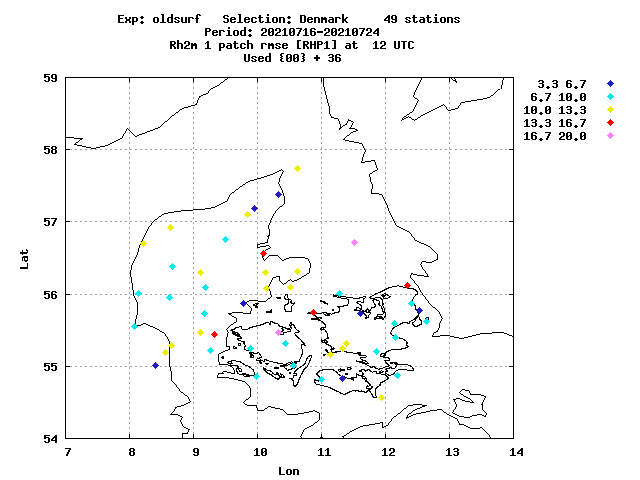 Exp: oldsurf   Selection: Denmark     49 stations
Period: 20210716-20210724
Rh2m 1 patch rmse [RHP1] at  12 UTC
Used {00} + 36
3.3 6.7
6.7 10.0
10.0 13.3
13.3 16.7
16.7 20.0
59
58
57
56
55
54
Lat
7 8 9 10 11 12 13 14
Lon